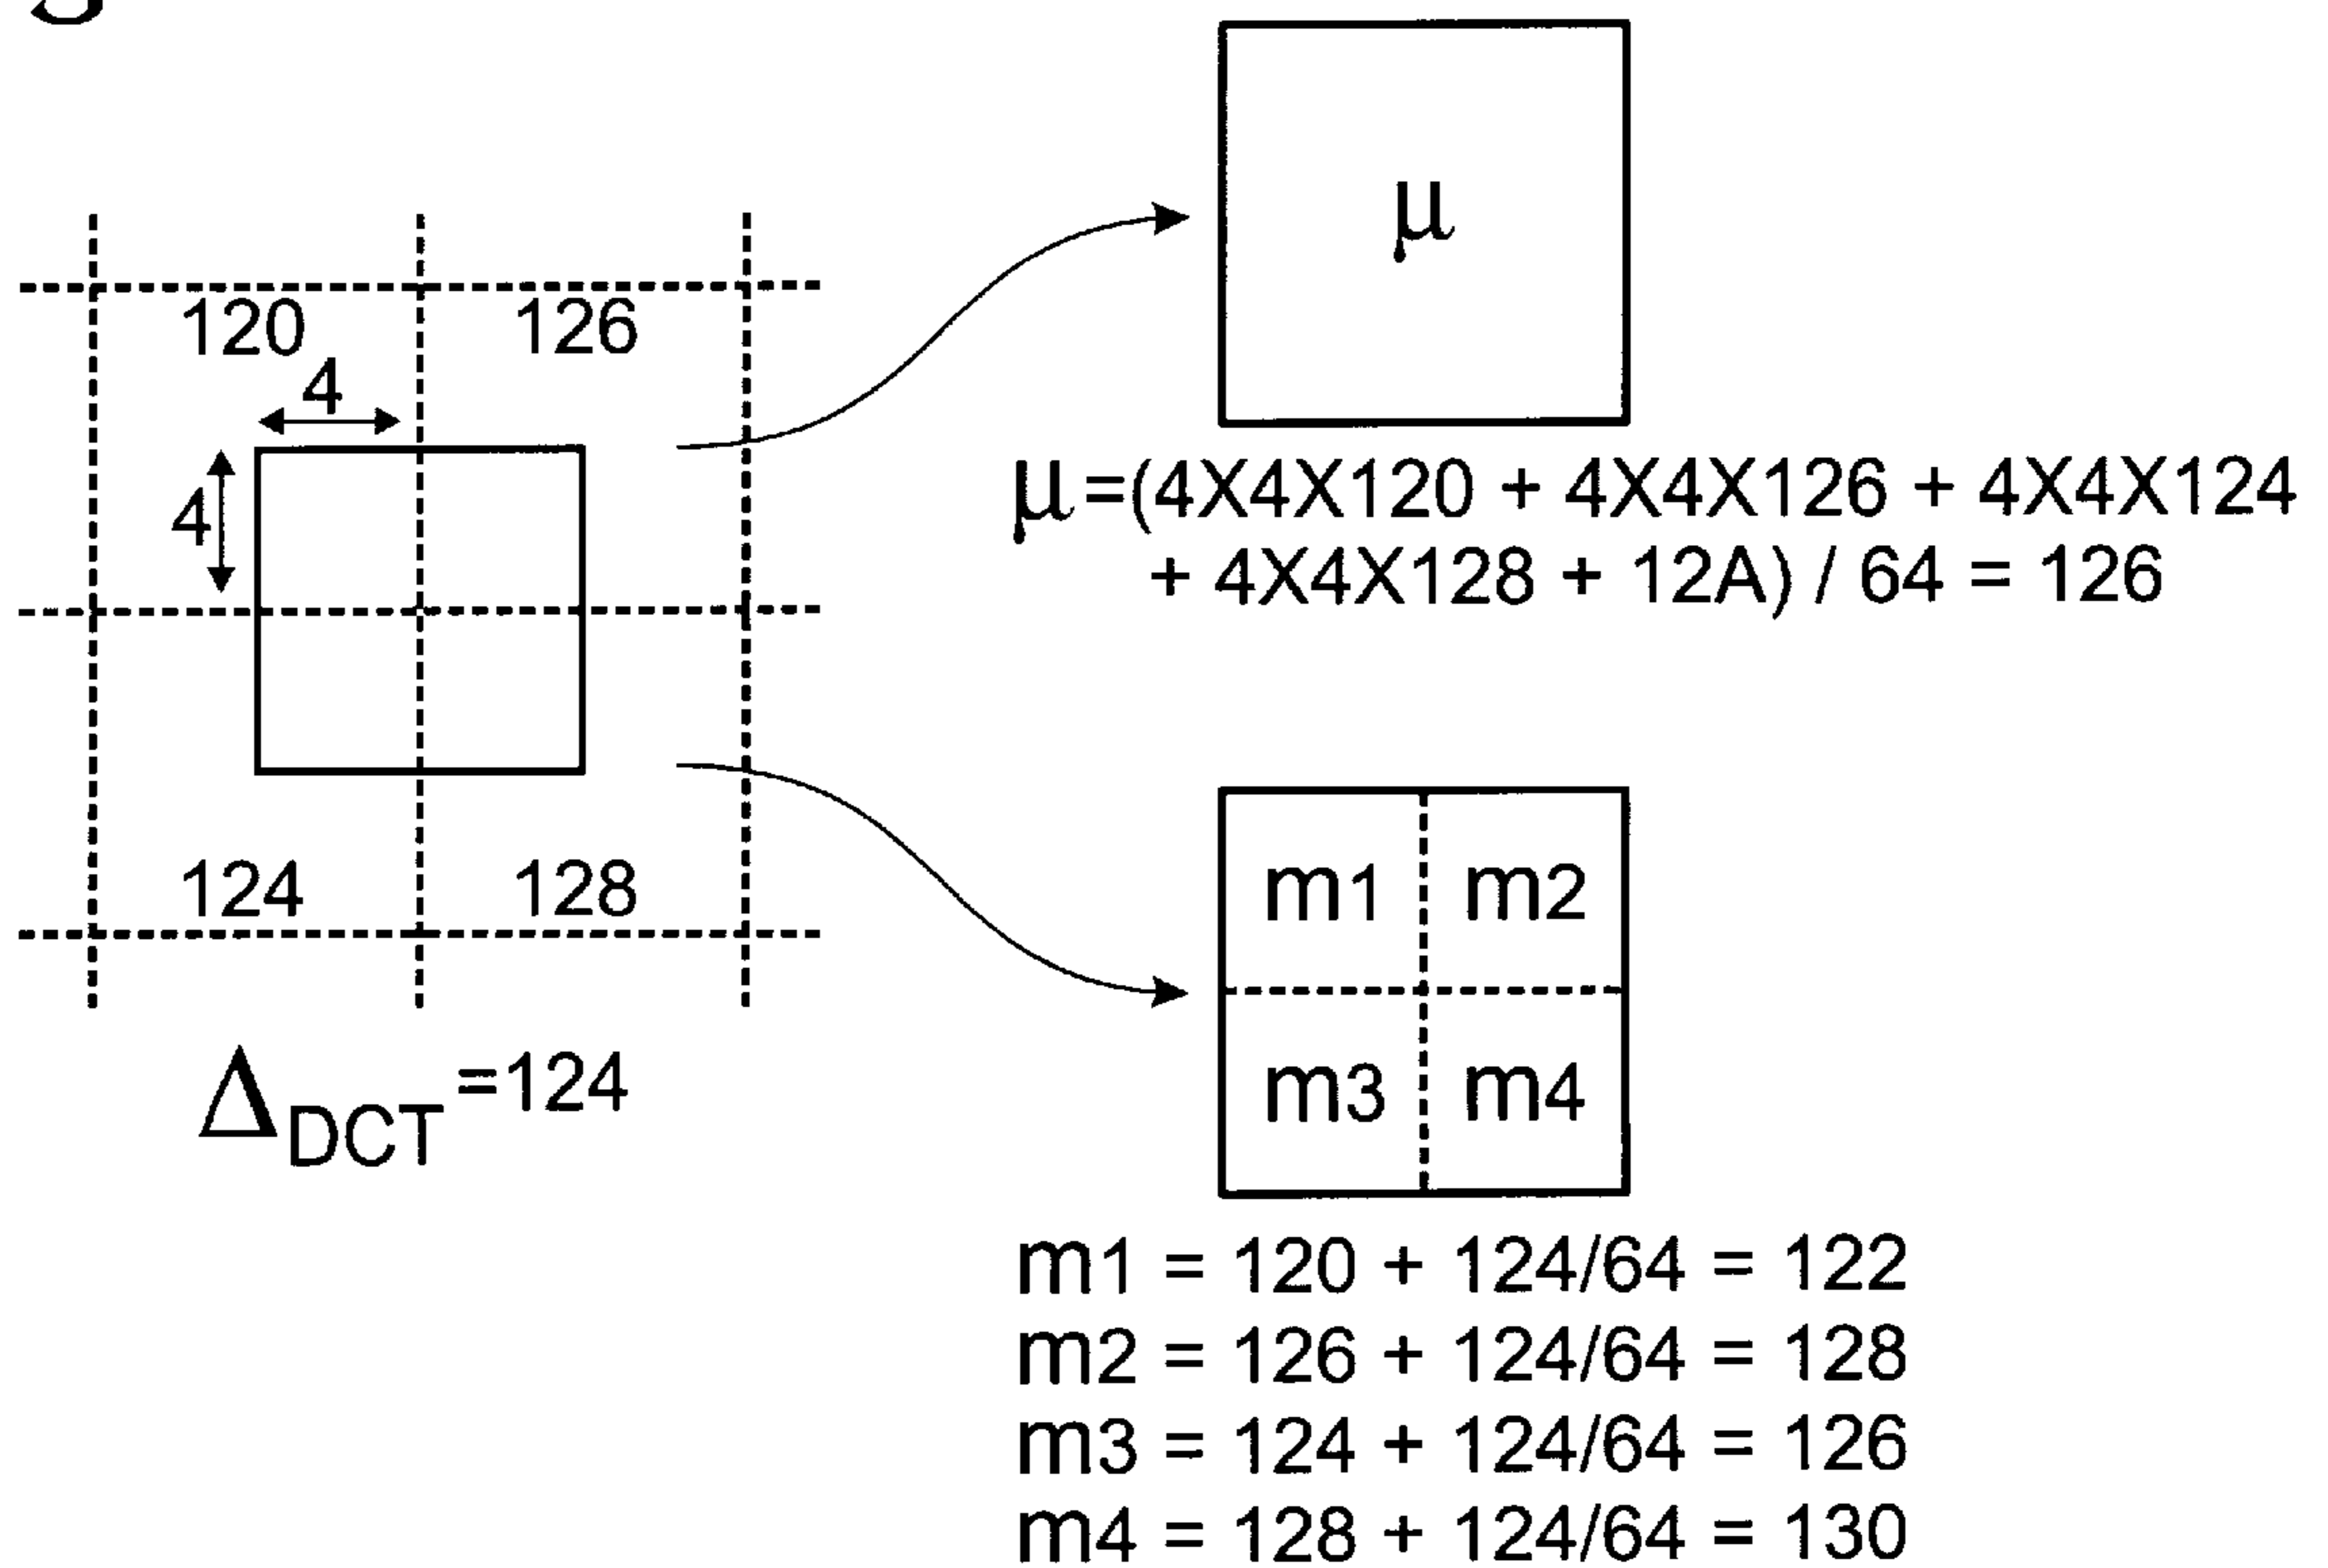 120 126
4
4
124 128
ΔDCT =124
μ
μ =(4X4X120 + 4X4X126 + 4X4X124
+ 4X4X128 + 12A) / 64 = 126
m1 m2
m3 m4
m1 = 120 + 124/64 = 122
m2 = 126 + 124/64 = 128
m3 = 124 + 124/64 = 126
m4 = 128 + 124/64 = 130